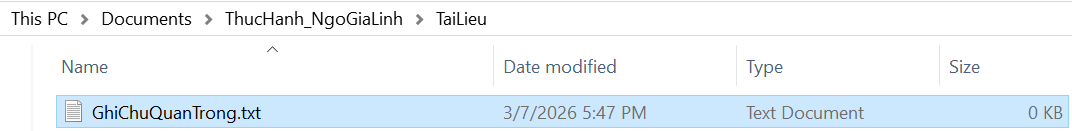 This PC > Documents > ThucHanh_NgoGiaLinh > TaiLieu
Name Date modified Type Size
GhiChuQuanTrong.txt 3/7/2026 5:47 PM Text Document 0 KB